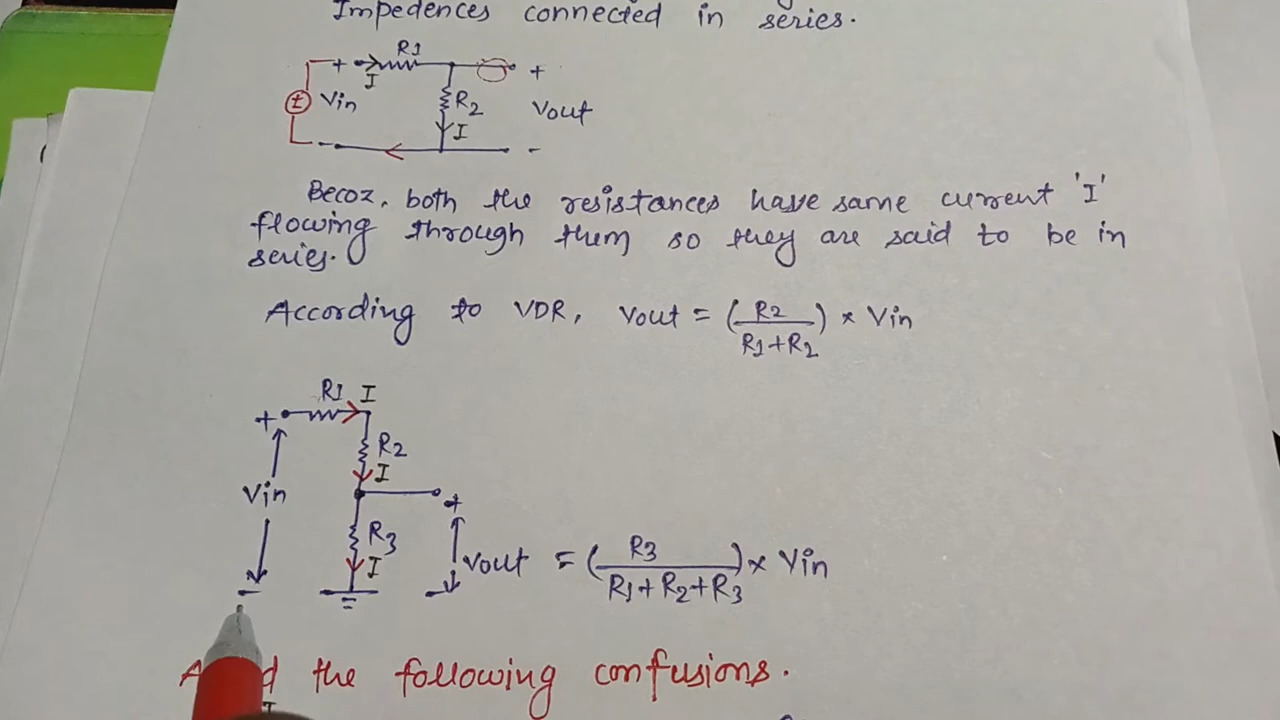 Impedences connected in series.
R1
+ I +
± Vin R2 Vout
I
- -
Becoz, both the resistances have same current 'I'
flowing through them so they are said to be in
series.
According to VDR, Vout = (R2 / R1+R2) * Vin
R1 I
+
R2
I
Vin +
R3
I Vout = (R3 / R1+R2+R3) * Vin
- -
the following confusions.
I